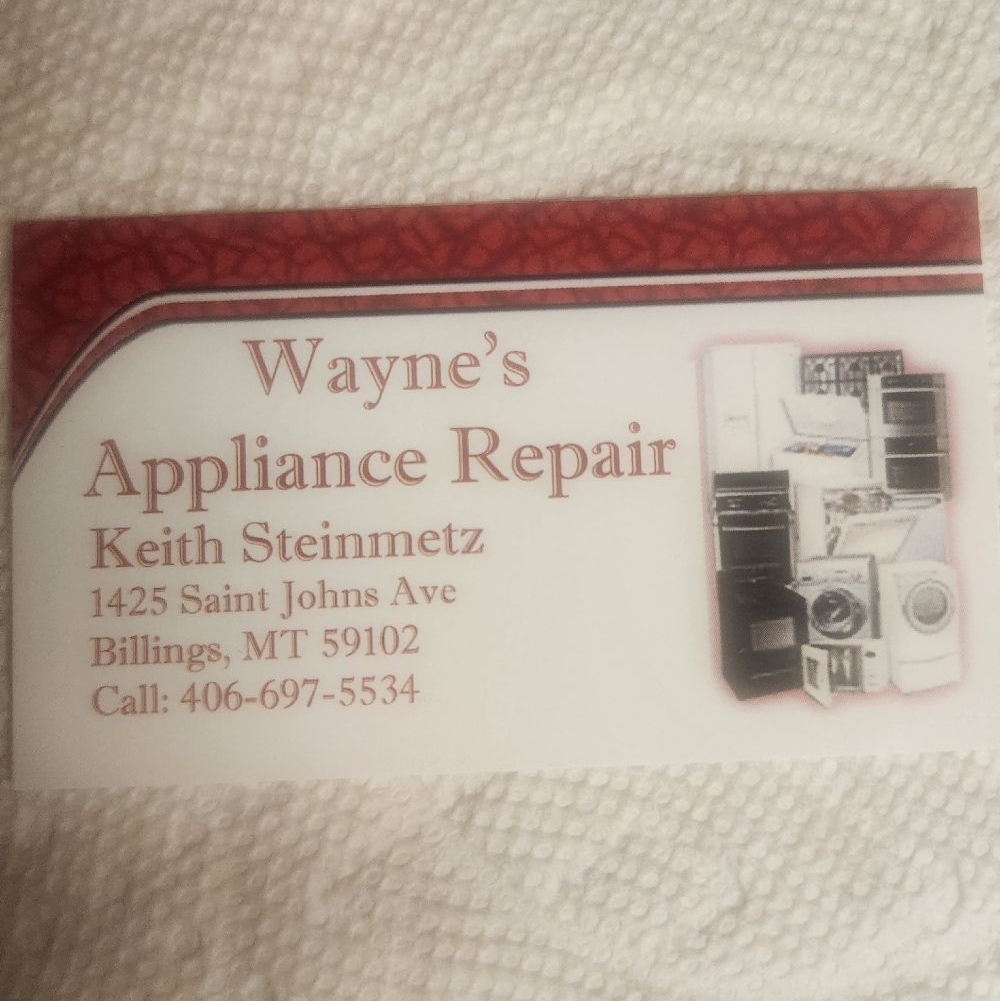 Wayne's
Appliance Repair
Keith Steinmetz
1425 Saint Johns Ave
Billings, MT 59102
Call: 406-697-5534